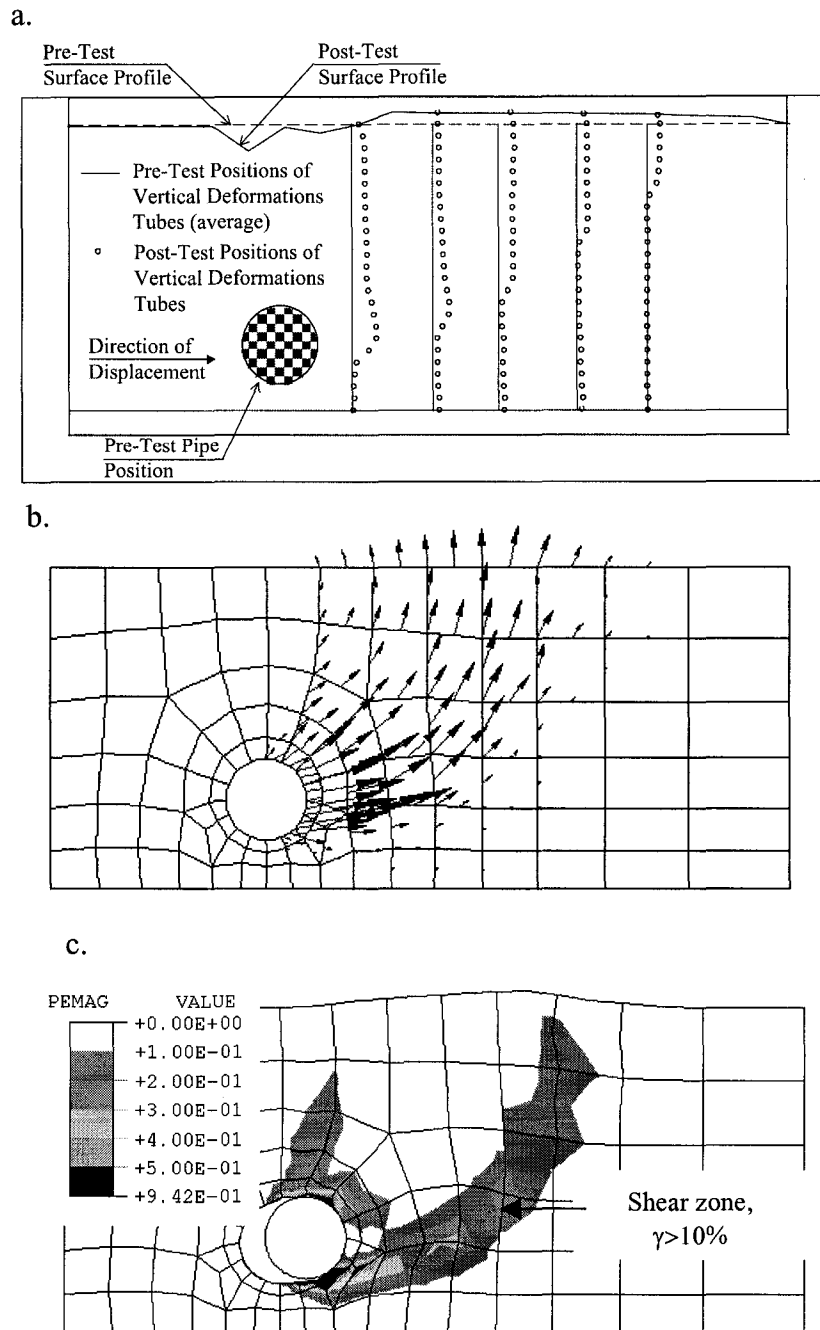 a.
Pre-Test
Surface Profile
Post-Test
Surface Profile
Pre-Test Positions of
Vertical Deformations
Tubes (average)
Post-Test Positions of
Vertical Deformations
Tubes
Direction of
Displacement
Pre-Test Pipe
Position
b.
c.
PEMAG VALUE
+0.00E+00
+1.00E-01
+2.00E-01
+3.00E-01
+4.00E-01
+5.00E-01
+9.42E-01
Shear zone,
γ>10%